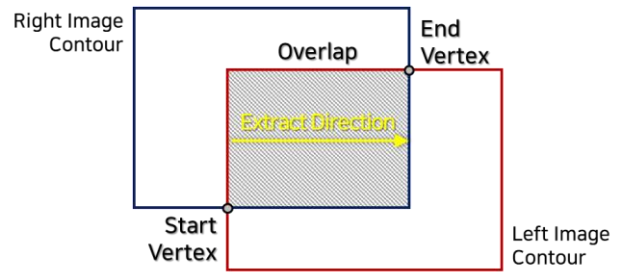 Right Image
Contour
End
Vertex
Overlap
Extract Direction
Start
Vertex
Left Image
Contour